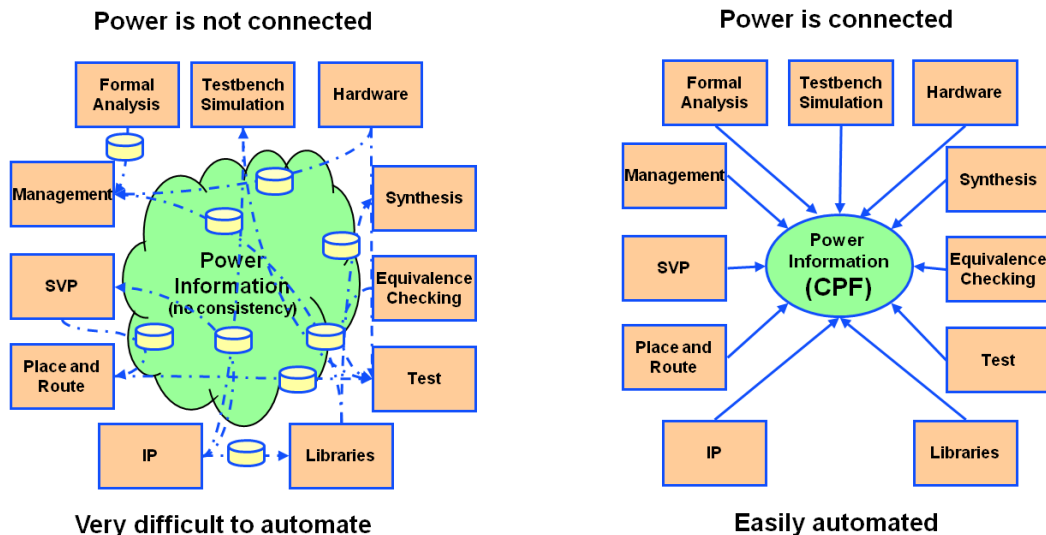 Power is not connected
Formal
Analysis
Testbench
Simulation
Hardware
Management
Synthesis
Power
Information
(no consistency)
SVP
Equivalence
Checking
Place and
Route
Test
IP
Libraries
Very difficult to automate
Power is connected
Formal
Analysis
Testbench
Simulation
Hardware
Management
Synthesis
Power
Information
(CPF)
SVP
Equivalence
Checking
Place and
Route
Test
IP
Libraries
Easily automated